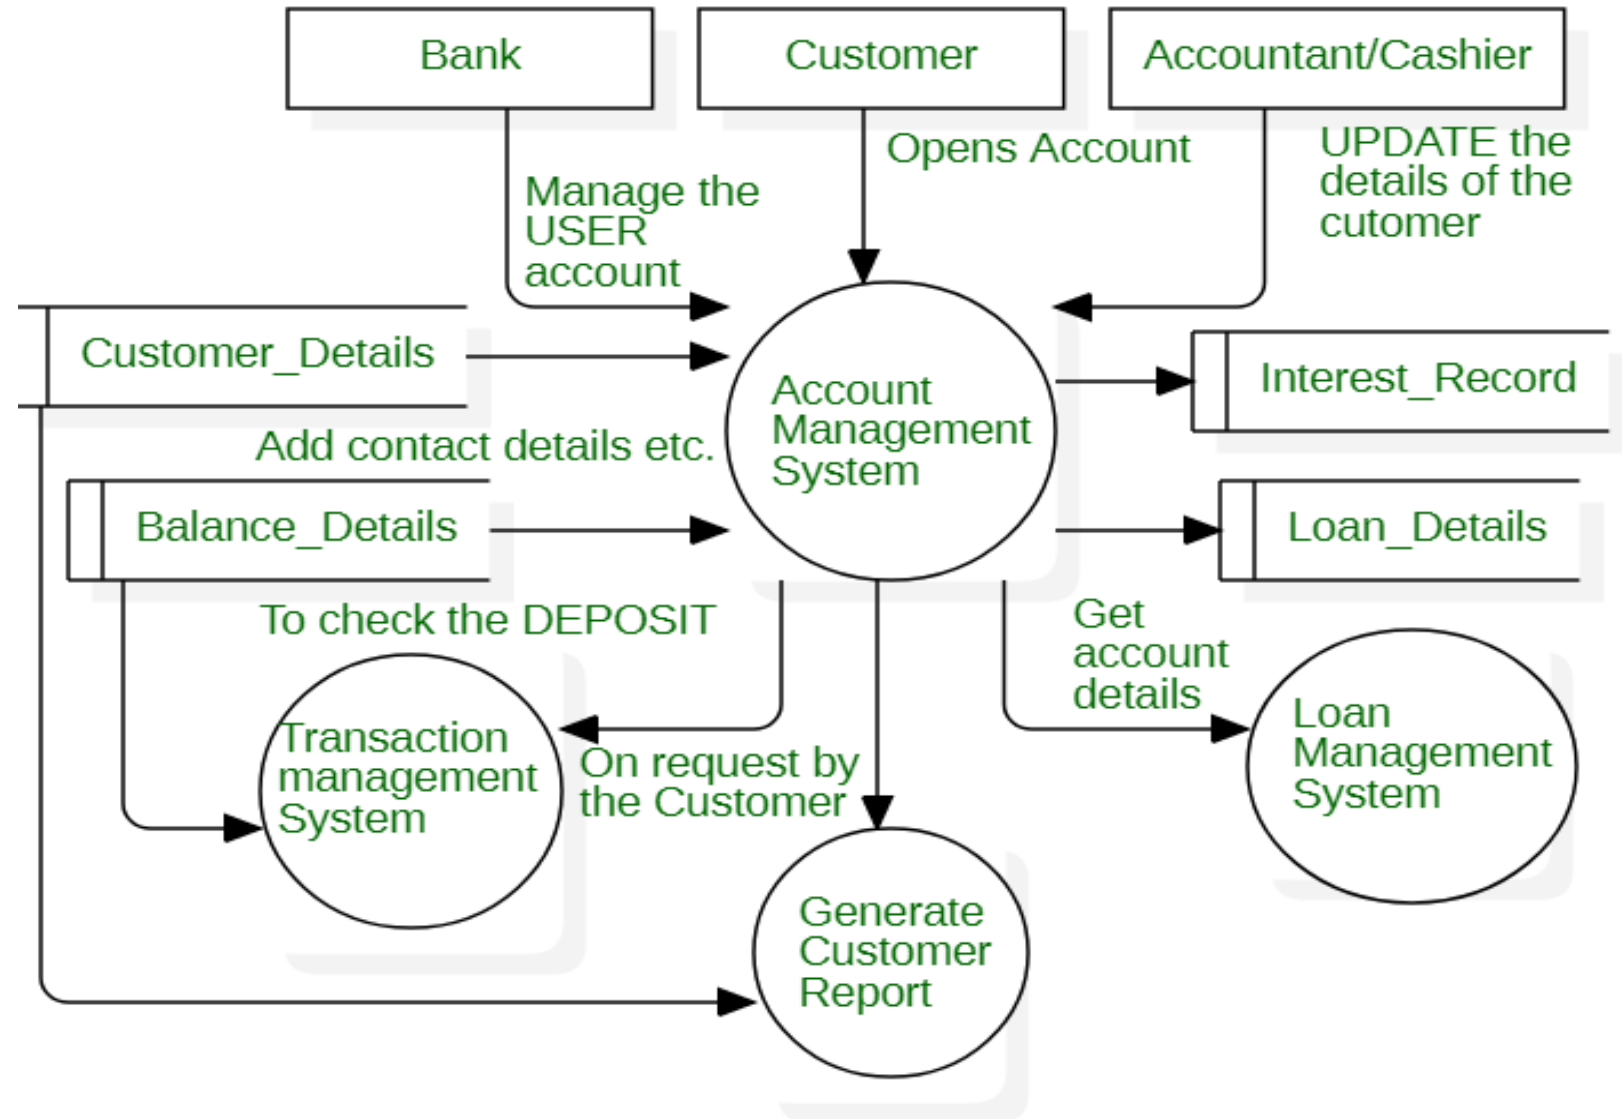 Bank
Customer
Accountant/Cashier
Opens Account
UPDATE the
details of the
cutomer
Manage the
USER
account
Customer_Details
Account
Management
System
Interest_Record
Add contact details etc.
Balance_Details
Loan_Details
To check the DEPOSIT
Get
account
details
Transaction
management
System
On request by
the Customer
Loan
Management
System
Generate
Customer
Report